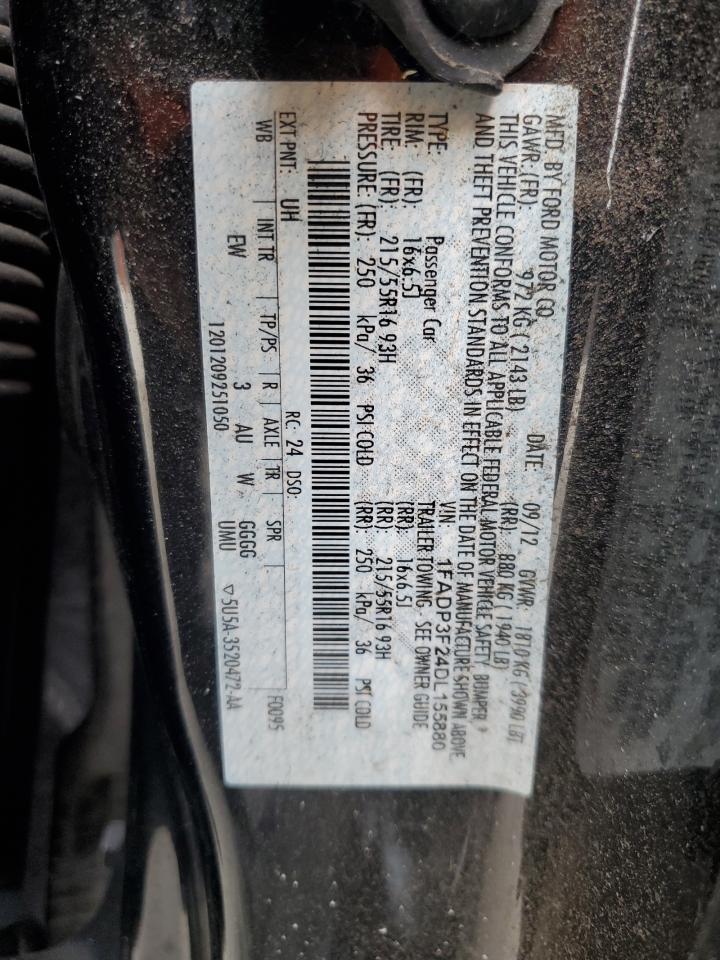 MFD. BY FORD MOTOR CO.
DATE: 09/12 GVWR: 1810 KG ( 3990 LB)
GAWR: (FR): 972 KG ( 2143 LB) (RR): 880 KG ( 1940 LB)
THIS VEHICLE CONFORMS TO ALL APPLICABLE FEDERAL MOTOR VEHICLE SAFETY, BUMPER,
AND THEFT PREVENTION STANDARDS IN EFFECT ON THE DATE OF MANUFACTURE SHOWN ABOVE
VIN: 1FADP3F24DL155880
TYPE: Passenger Car TRAILER TOWING. SEE OWNER GUIDE
RIM: (FR): 16x6.5J (RR): 16x6.5J
TIRE: (FR): 215/55R16 93H (RR): 215/55R16 93H
PRESSURE: (FR): 250 kPa/ 36 PSI COLD (RR): 250 kPa/ 36 PSI COLD
EXT PNT: UH RC: 24 DSO: F0095
WB INT TR TP/PS R AXLE TR SPR
EW 3 AU W GGGG
UMU
1201209251050 ▽5U5A-3520472-AA